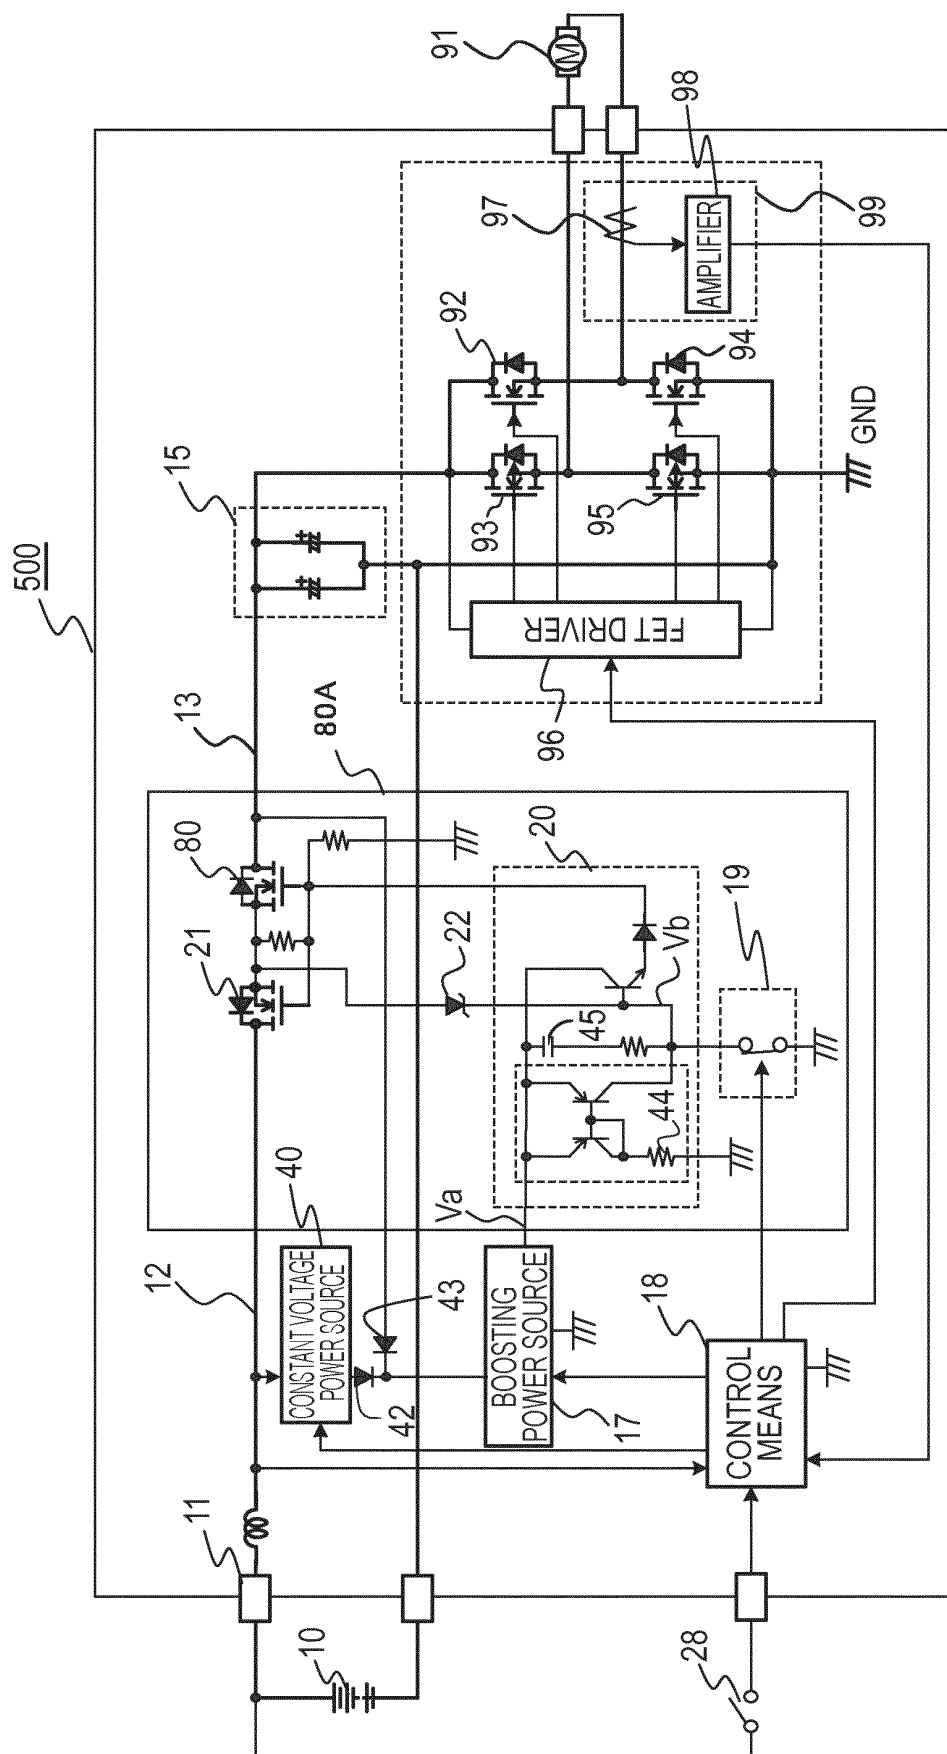 500
11
12
13
15
10
40
21
80
80A
CONSTANT VOLTAGE
POWER SOURCE
42
43
22
93
92
91
96
FET DRIVER
95
94
97
98
AMPLIFIER
99
GND
M
BOOSTING
POWER SOURCE
17
Va
44
45
Vb
20
19
18
CONTROL
MEANS
28